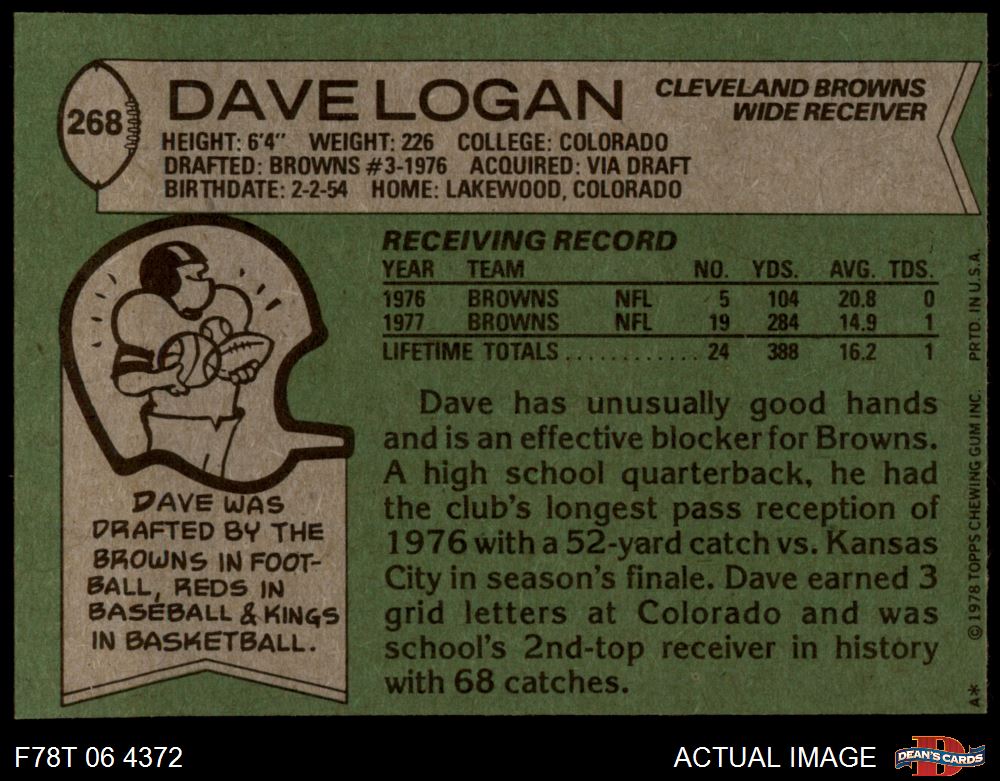 268
DAVE LOGAN
CLEVELAND BROWNS
WIDE RECEIVER
HEIGHT: 6'4" WEIGHT: 226 COLLEGE: COLORADO
DRAFTED: BROWNS #3-1976 ACQUIRED: VIA DRAFT
BIRTHDATE: 2-2-54 HOME: LAKEWOOD, COLORADO
RECEIVING RECORD
YEAR TEAM NO. YDS. AVG. TDS.
1976 BROWNS NFL 5 104 20.8 0
1977 BROWNS NFL 19 284 14.9 1
LIFETIME TOTALS............ 24 388 16.2 1
Dave has unusually good hands
and is an effective blocker for Browns.
A high school quarterback, he had
the club's longest pass reception of
1976 with a 52-yard catch vs. Kansas
City in season's finale. Dave earned 3
grid letters at Colorado and was
school's 2nd-top receiver in history
with 68 catches.
DAVE WAS
DRAFTED BY THE
BROWNS IN FOOT-
BALL, REDS IN
BASEBALL & KINGS
IN BASKETBALL.
A* © 1978 TOPPS CHEWING GUM INC. PRTD. IN U.S.A.
F78T 06 4372
ACTUAL IMAGE
DEAN'S CARDS